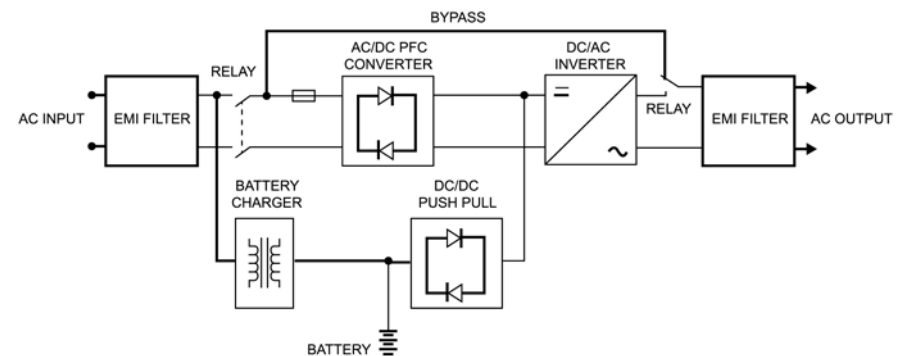 BYPASS
AC/DC PFC
CONVERTER
DC/AC
INVERTER
RELAY
RELAY
AC INPUT
EMI FILTER
EMI FILTER
AC OUTPUT
BATTERY
CHARGER
DC/DC
PUSH PULL
BATTERY